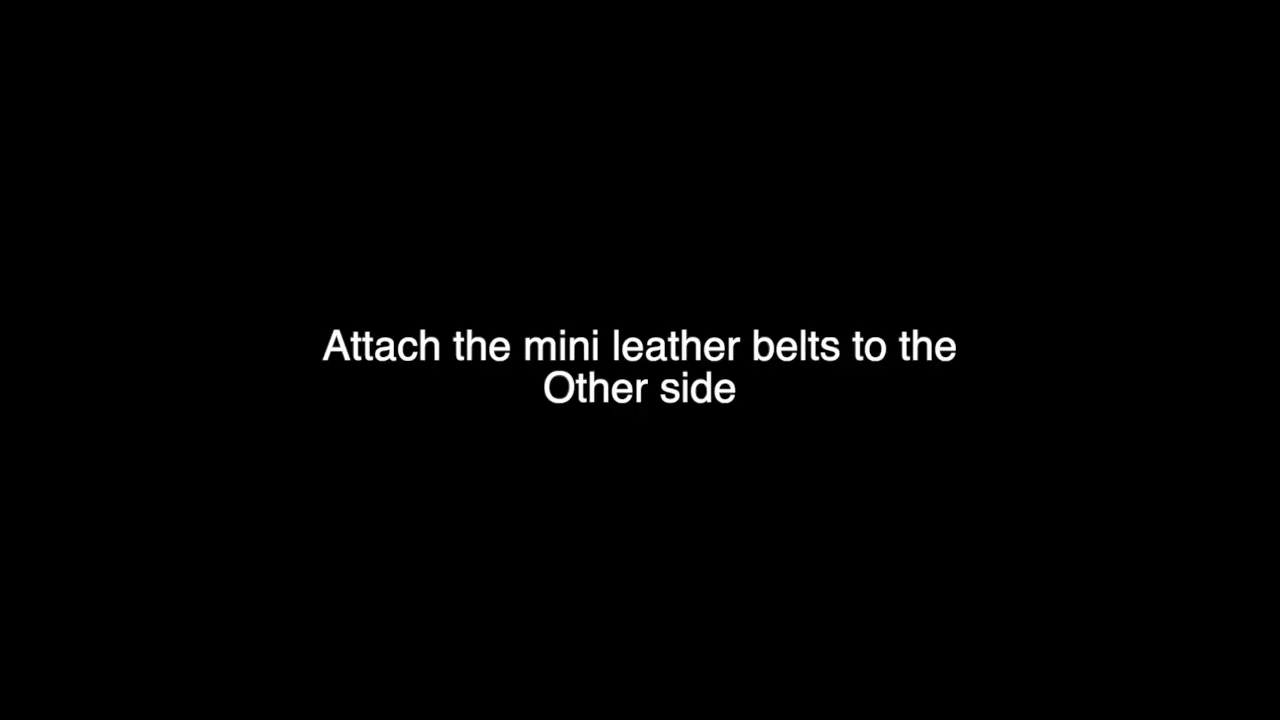 Attach the mini leather belts to the
Other side